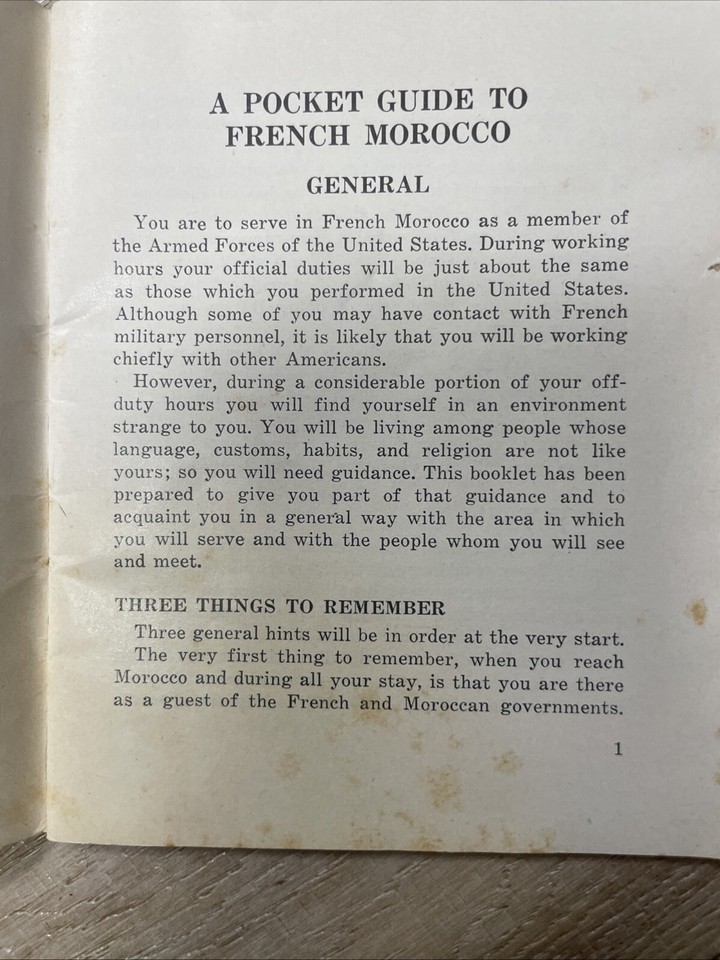 A POCKET GUIDE TO
FRENCH MOROCCO
GENERAL
You are to serve in French Morocco as a member of
the Armed Forces of the United States. During working
hours your official duties will be just about the same
as those which you performed in the United States.
Although some of you may have contact with French
military personnel, it is likely that you will be working
chiefly with other Americans.
However, during a considerable portion of your off-
duty hours you will find yourself in an environment
strange to you. You will be living among people whose
language, customs, habits, and religion are not like
yours; so you will need guidance. This booklet has been
prepared to give you part of that guidance and to
acquaint you in a general way with the area in which
you will serve and with the people whom you will see
and meet.
THREE THINGS TO REMEMBER
Three general hints will be in order at the very start.
The very first thing to remember, when you reach
Morocco and during all your stay, is that you are there
as a guest of the French and Moroccan governments.
1